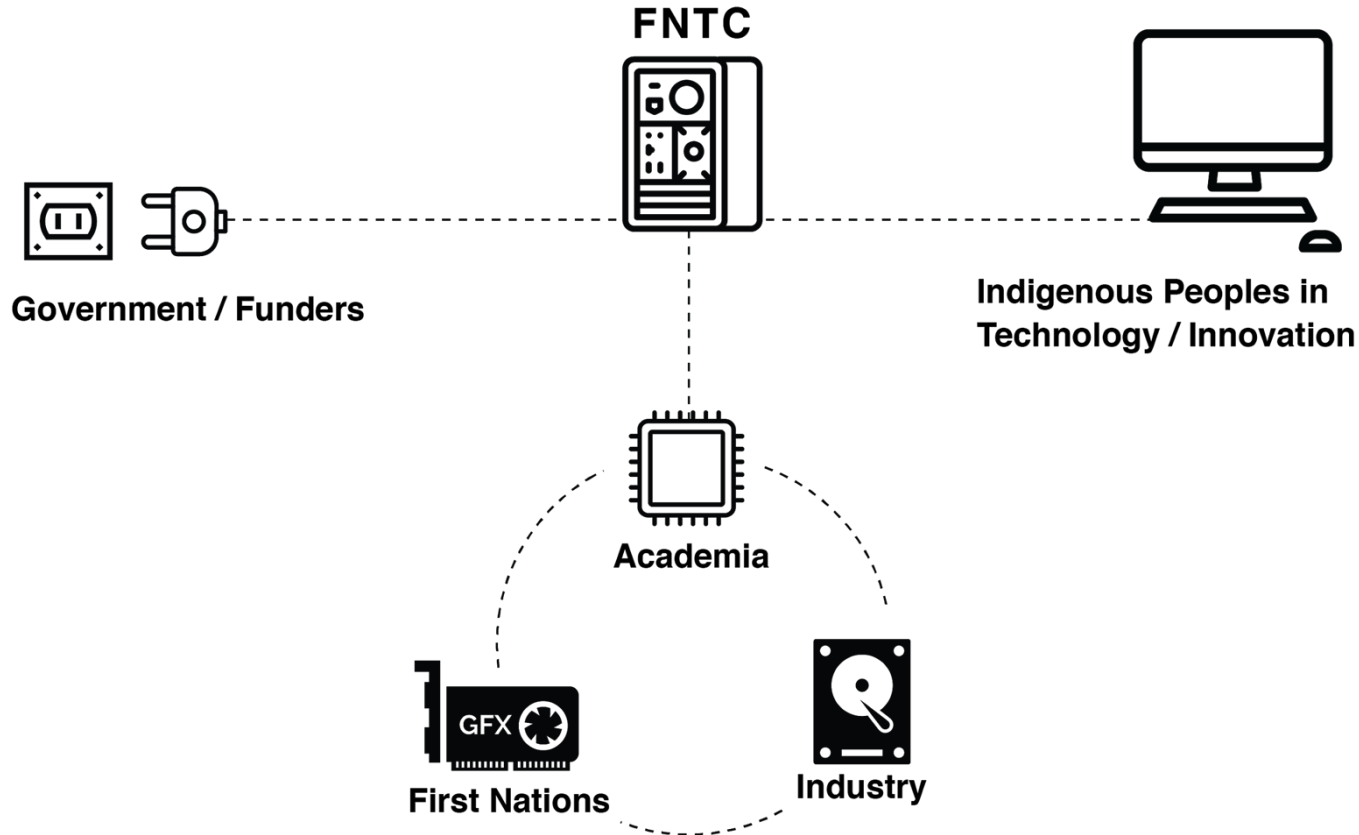 FNTC
Government / Funders
Indigenous Peoples in
Technology / Innovation
Academia
GFX
First Nations
Industry